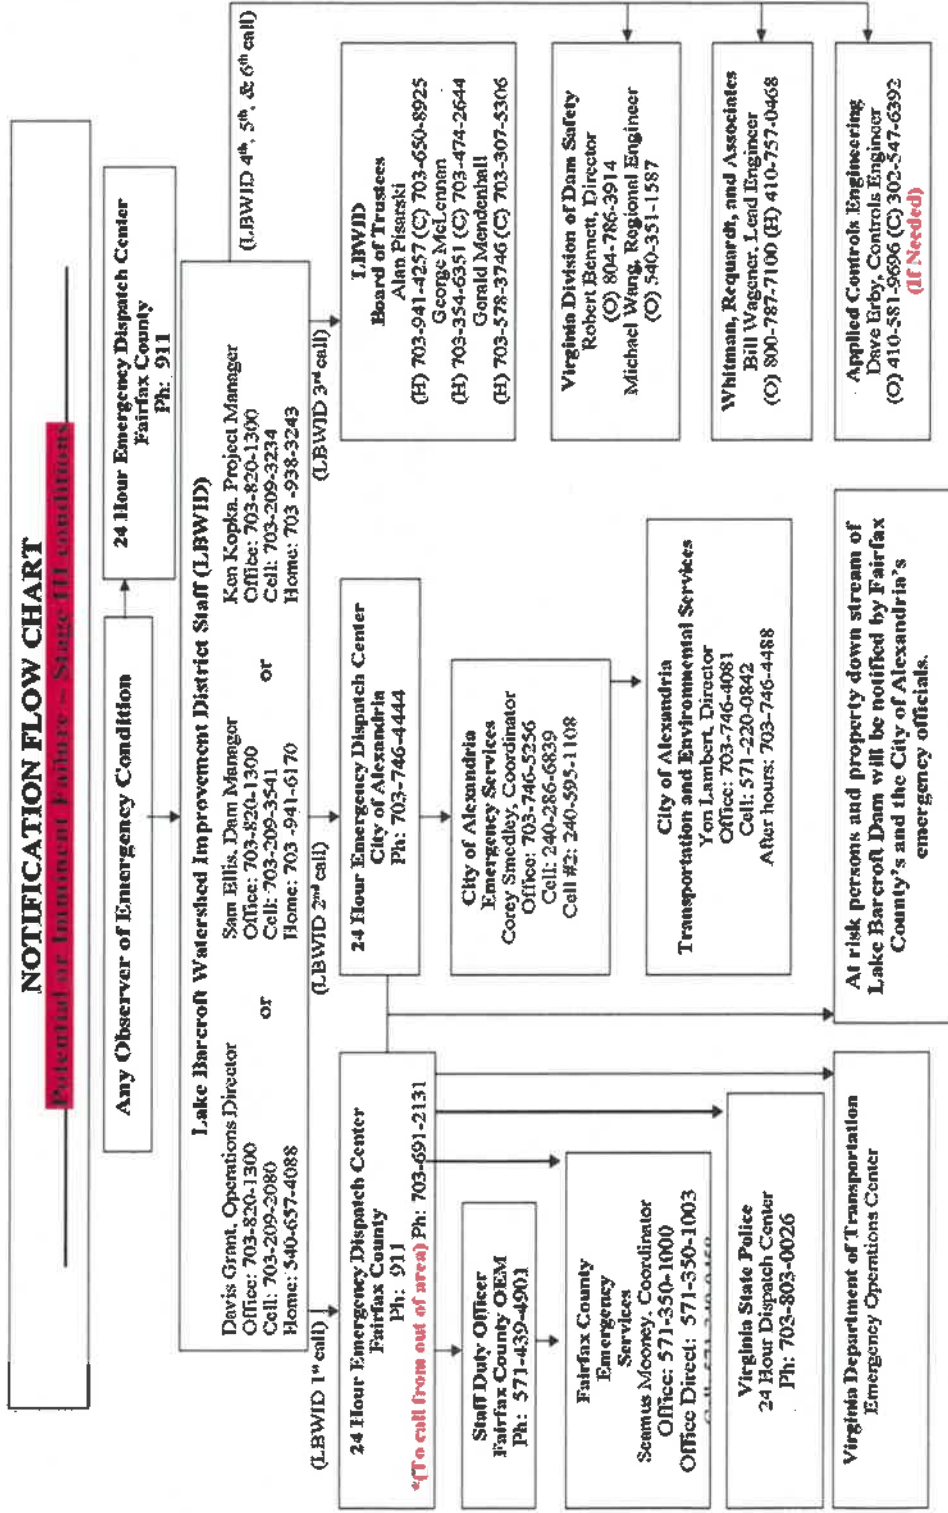 NOTIFICATION FLOW CHART
Potential or Imminent Failure – Stage III conditions
Any Observer of Emergency Condition
24 Hour Emergency Dispatch Center
Fairfax County
Ph: 911
Lake Barcroft Watershed Improvement District Staff (LBWID)
Davis Grant, Operations Director
Office: 703-820-1300
Cell: 703-209-2080
Home: 540-657-4088
or
Sam Ellis, Dam Manager
Office: 703-820-1300
Cell: 703-209-3541
Home: 703-941-6170
or
Ken Kopka, Project Manager
Office: 703-820-1300
Cell: 703-209-3234
Home: 703-938-3243
(LBWID 1st call)
(LBWID 2nd call)
(LBWID 3rd call)
(LBWID 4th, 5th, & 6th call)
24 Hour Emergency Dispatch Center
Fairfax County
Ph: 911
*(To call from out of area) Ph: 703-691-2131
Staff Duty Officer
Fairfax County OEM
Ph: 571-439-4901
Fairfax County
Emergency
Services
Seamus Mooney, Coordinator
Office: 571-350-1000
Office Direct: 571-350-1003
Virginia State Police
24 Hour Dispatch Center
Ph: 703-803-0026
Virginia Department of Transportation
Emergency Operations Center
24 Hour Emergency Dispatch Center
City of Alexandria
Ph: 703-746-4444
City of Alexandria
Emergency Services
Corey Smedley, Coordinator
Office: 703-746-5256
Cell: 240-286-6839
Cell #2: 240-595-1108
City of Alexandria
Transportation and Environmental Services
Yon Lambert, Director
Office: 703-746-4081
Cell: 571-220-0842
After hours: 703-746-4488
At risk persons and property down stream of
Lake Barcroft Dam will be notified by Fairfax
County's and the City of Alexandria's
emergency officials.
LBWID
Board of Trustees
Alan Pisarski
(H) 703-941-4257 (C) 703-650-8925
George McLennan
(H) 703-354-6351 (C) 703-474-2644
Gerald Mendenhall
(H) 703-578-3746 (C) 703-307-5306
Virginia Division of Dam Safety
Robert Bennett, Director
(O) 804-786-3914
Michael Wang, Regional Engineer
(O) 540-351-1587
Whitman, Requardt, and Associates
Bill Wagener, Lead Engineer
(O) 800-787-7100 (H) 410-757-0468
Applied Controls Engineering
Dave Erby, Controls Engineer
(O) 410-581-9696 (C) 302-547-6392
(If Needed)